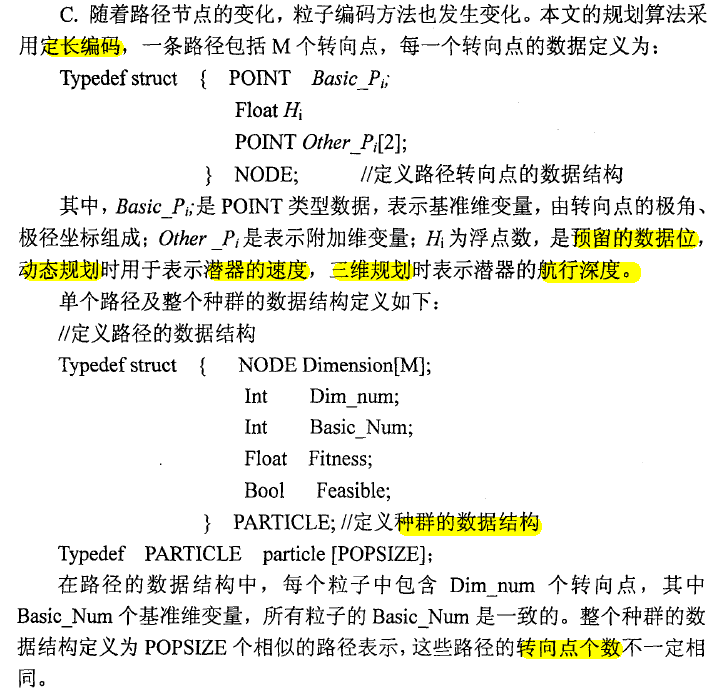 C. 随着路径节点的变化，粒子编码方法也发生变化。本文的规划算法采
用定长编码，一条路径包括 M 个转向点，每一个转向点的数据定义为：
Typedef struct { POINT Basic_Pi;
Float Hi
POINT Other_Pi[2];
} NODE; //定义路径转向点的数据结构
其中，Basic_Pi;是 POINT 类型数据，表示基准维变量，由转向点的极角、
极径坐标组成；Other_Pi是表示附加维变量；Hi为浮点数，是预留的数据位，
动态规划时用于表示潜器的速度，三维规划时表示潜器的航行深度。
单个路径及整个种群的数据结构定义如下：
//定义路径的数据结构
Typedef struct { NODE Dimension[M];
Int Dim_num;
Int Basic_Num;
Float Fitness;
Bool Feasible;
} PARTICLE; //定义种群的数据结构
Typedef PARTICLE particle [POPSIZE];
在路径的数据结构中，每个粒子中包含 Dim_num 个转向点，其中
Basic_Num 个基准维变量，所有粒子的 Basic_Num 是一致的。整个种群的数
据结构定义为 POPSIZE 个相似的路径表示，这些路径的转向点个数不一定相
同。